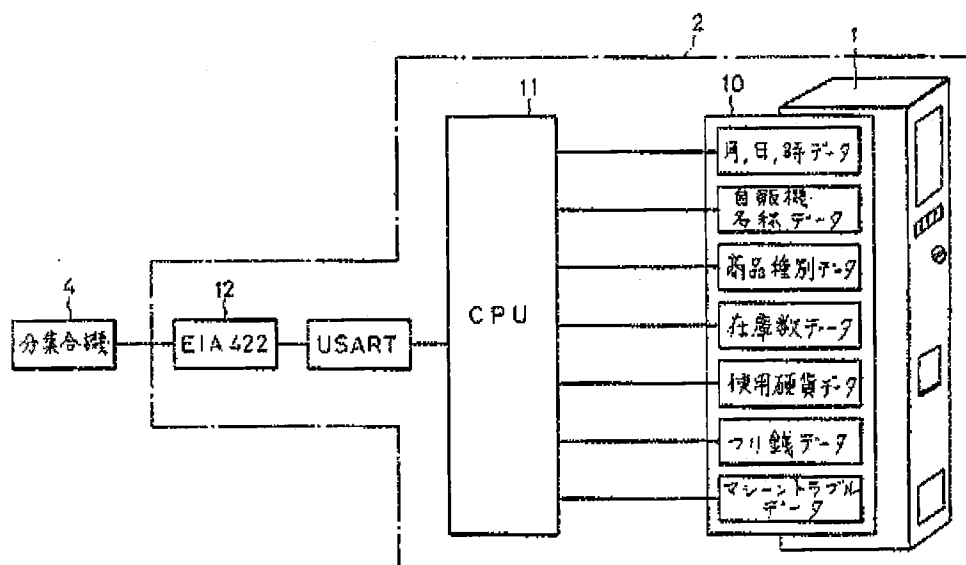 2
1
11
10
月,日,時データ
自販機
名称データ
商品種別データ
4
12
CPU
分集合機
EIA422
USART
在庫数データ
使用硬貨データ
つり銭データ
マシーントラブル
データ